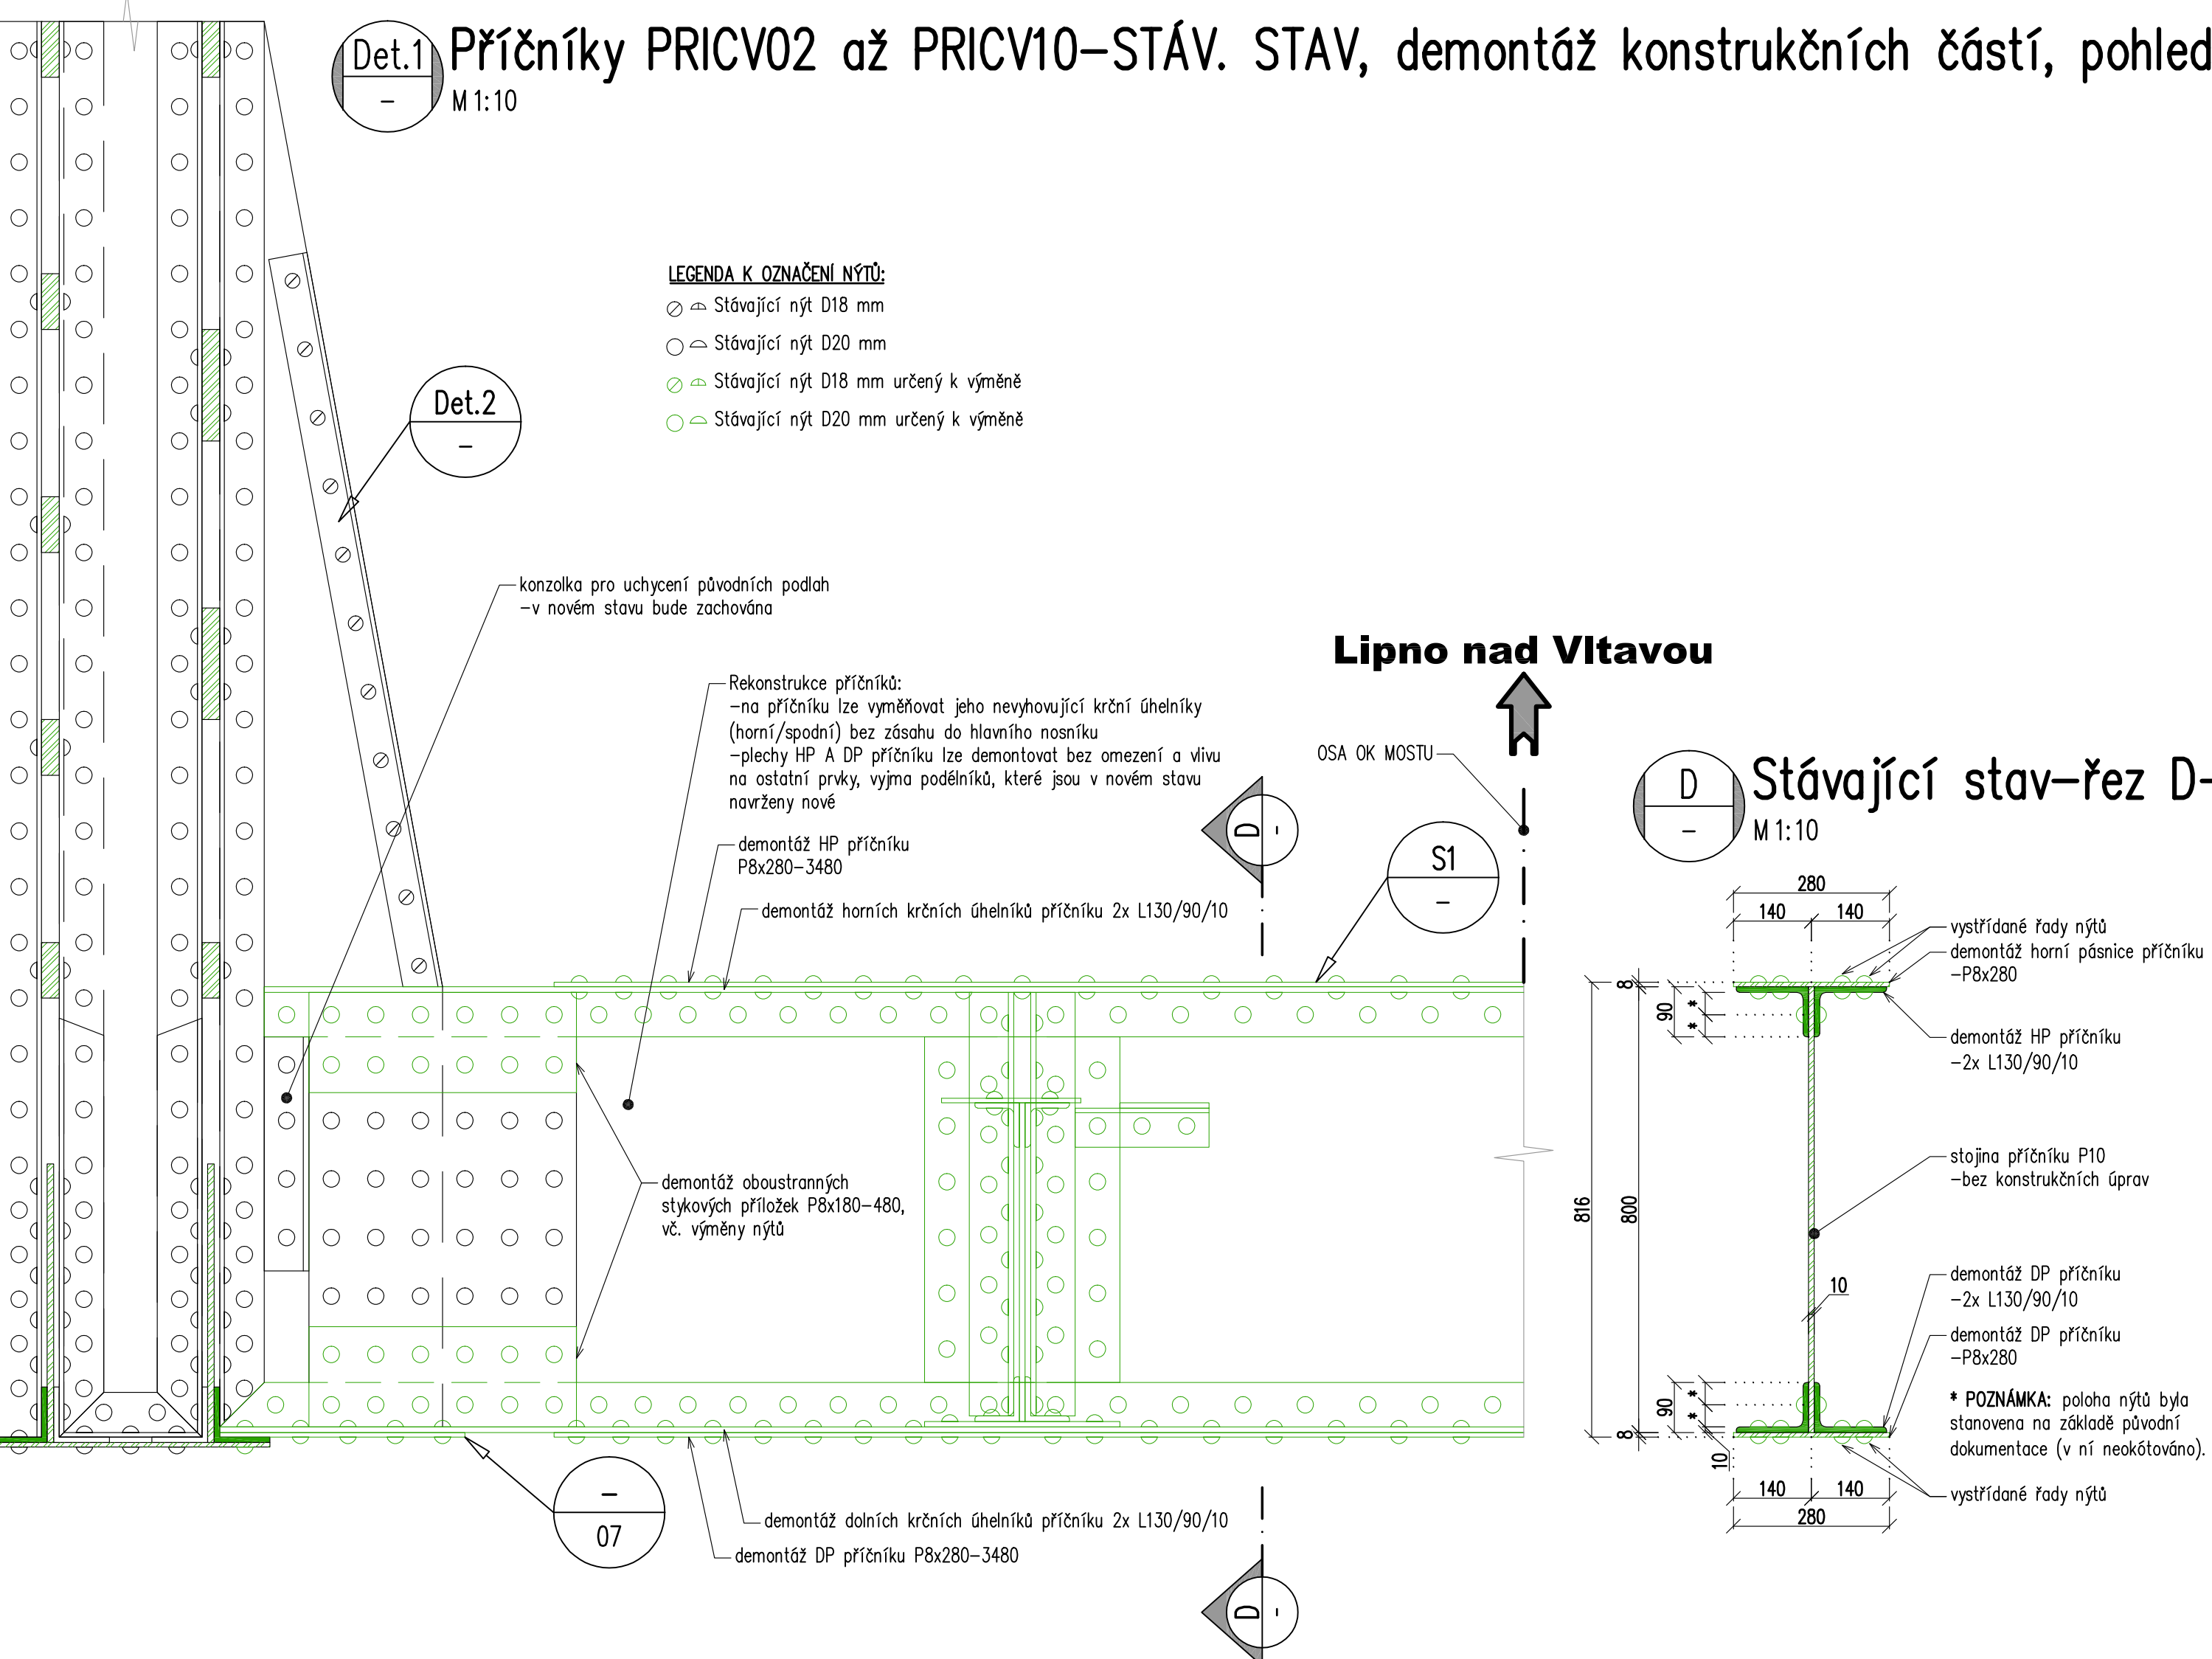 Det.1
-
Příčníky PRICV02 až PRICV10-STÁV. STAV, demontáž konstrukčních částí, pohled
M 1:10
LEGENDA K OZNAČENÍ NÝTŮ:
Stávající nýt D18 mm
Stávající nýt D20 mm
Stávající nýt D18 mm určený k výměně
Stávající nýt D20 mm určený k výměně
Det.2
-
konzolka pro uchycení původních podlah
-v novém stavu bude zachována
Rekonstrukce příčníků:
-na příčníku lze vyměňovat jeho nevyhovující krční úhelníky
(horní/spodní) bez zásahu do hlavního nosníku
-plechy HP A DP příčníku lze demontovat bez omezení a vlivu
na ostatní prvky, vyjma podélníků, které jsou v novém stavu
navrženy nové
demontáž HP příčníku
P8x280-3480
demontáž horních krčních úhelníků příčníku 2x L130/90/10
Lipno nad Vltavou
OSA OK MOSTU
D
-
S1
-
demontáž oboustranných
stykových příložek P8x180-480,
vč. výměny nýtů
-
07
demontáž dolních krčních úhelníků příčníku 2x L130/90/10
demontáž DP příčníku P8x280-3480
D
-
D
-
Stávající stav-řez D-
M 1:10
280
140
140
8
90
*
*
816
800
10
90
*
*
8
10
140
140
280
vystřídané řady nýtů
demontáž horní pásnice příčníku
-P8x280
demontáž HP příčníku
-2x L130/90/10
stojina příčníku P10
-bez konstrukčních úprav
demontáž DP příčníku
-2x L130/90/10
demontáž DP příčníku
-P8x280
* POZNÁMKA: poloha nýtů byla
stanovena na základě původní
dokumentace (v ní neokótováno).
vystřídané řady nýtů